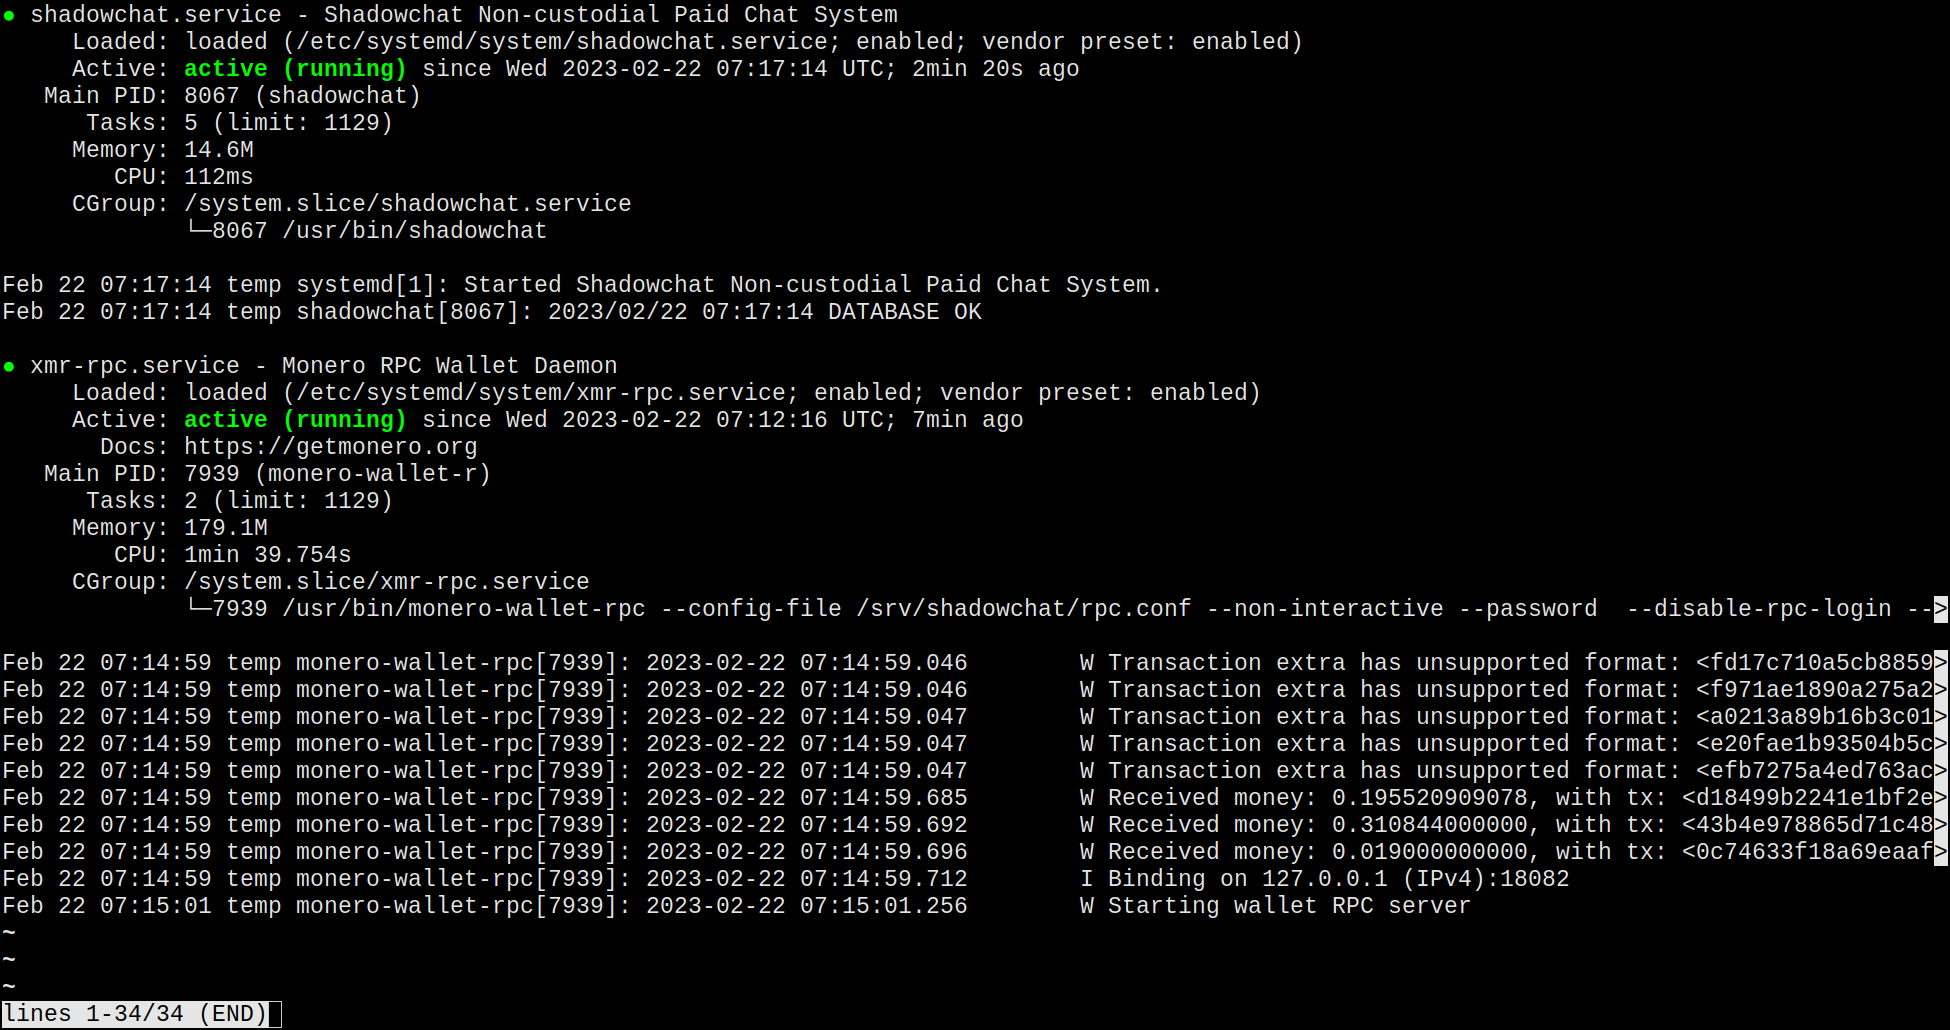 ● shadowchat.service - Shadowchat Non-custodial Paid Chat System
     Loaded: loaded (/etc/systemd/system/shadowchat.service; enabled; vendor preset: enabled)
     Active: active (running) since Wed 2023-02-22 07:17:14 UTC; 2min 20s ago
   Main PID: 8067 (shadowchat)
      Tasks: 5 (limit: 1129)
     Memory: 14.6M
        CPU: 112ms
     CGroup: /system.slice/shadowchat.service
             └─8067 /usr/bin/shadowchat

Feb 22 07:17:14 temp systemd[1]: Started Shadowchat Non-custodial Paid Chat System.
Feb 22 07:17:14 temp shadowchat[8067]: 2023/02/22 07:17:14 DATABASE OK

● xmr-rpc.service - Monero RPC Wallet Daemon
     Loaded: loaded (/etc/systemd/system/xmr-rpc.service; enabled; vendor preset: enabled)
     Active: active (running) since Wed 2023-02-22 07:12:16 UTC; 7min ago
       Docs: https://getmonero.org
   Main PID: 7939 (monero-wallet-r)
      Tasks: 2 (limit: 1129)
     Memory: 179.1M
        CPU: 1min 39.754s
     CGroup: /system.slice/xmr-rpc.service
             └─7939 /usr/bin/monero-wallet-rpc --config-file /srv/shadowchat/rpc.conf --non-interactive --password  --disable-rpc-login -->

Feb 22 07:14:59 temp monero-wallet-rpc[7939]: 2023-02-22 07:14:59.046        W Transaction extra has unsupported format: <fd17c710a5cb8859>
Feb 22 07:14:59 temp monero-wallet-rpc[7939]: 2023-02-22 07:14:59.046        W Transaction extra has unsupported format: <f971ae1890a275a2>
Feb 22 07:14:59 temp monero-wallet-rpc[7939]: 2023-02-22 07:14:59.047        W Transaction extra has unsupported format: <a0213a89b16b3c01>
Feb 22 07:14:59 temp monero-wallet-rpc[7939]: 2023-02-22 07:14:59.047        W Transaction extra has unsupported format: <e20fae1b93504b5c>
Feb 22 07:14:59 temp monero-wallet-rpc[7939]: 2023-02-22 07:14:59.047        W Transaction extra has unsupported format: <efb7275a4ed763ac>
Feb 22 07:14:59 temp monero-wallet-rpc[7939]: 2023-02-22 07:14:59.685        W Received money: 0.195520909078, with tx: <d18499b2241e1bf2e>
Feb 22 07:14:59 temp monero-wallet-rpc[7939]: 2023-02-22 07:14:59.692        W Received money: 0.310844000000, with tx: <43b4e978865d71c48>
Feb 22 07:14:59 temp monero-wallet-rpc[7939]: 2023-02-22 07:14:59.696        W Received money: 0.019000000000, with tx: <0c74633f18a69eaaf>
Feb 22 07:14:59 temp monero-wallet-rpc[7939]: 2023-02-22 07:14:59.712        I Binding on 127.0.0.1 (IPv4):18082
Feb 22 07:15:01 temp monero-wallet-rpc[7939]: 2023-02-22 07:15:01.256        W Starting wallet RPC server
~
~
~
lines 1-34/34 (END)